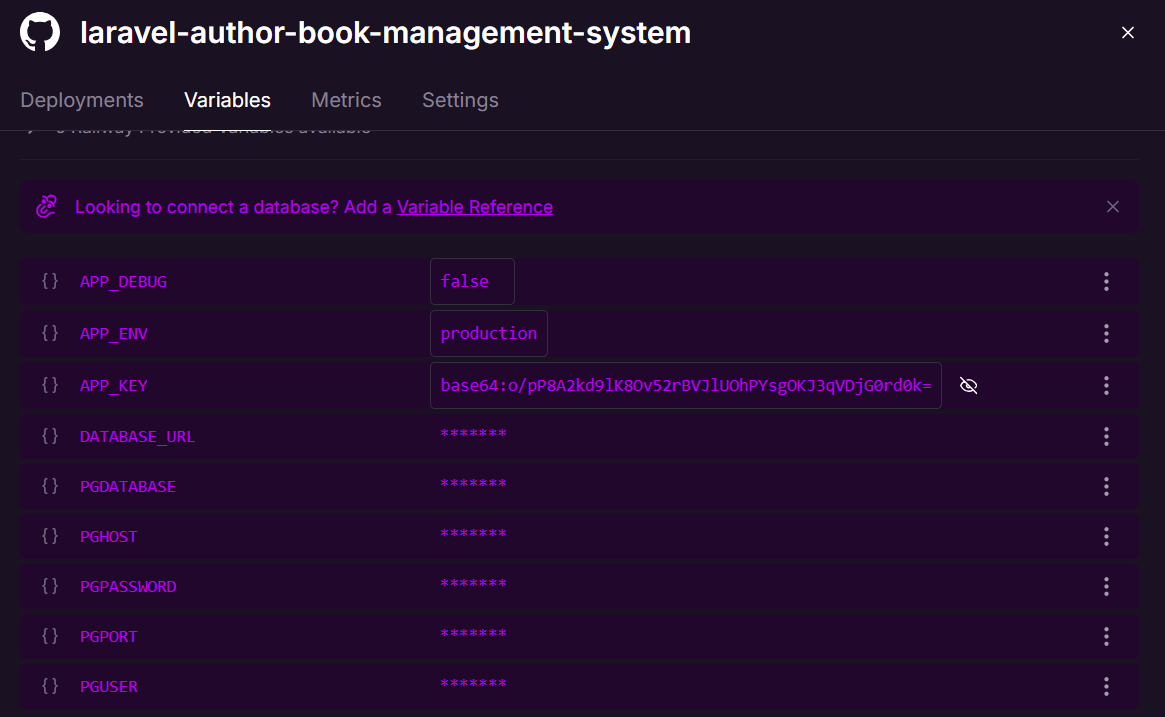 laravel-author-book-management-system
Deployments Variables Metrics Settings
Railway Provided Variables available
Looking to connect a database? Add a Variable Reference
{} APP_DEBUG false
{} APP_ENV production
{} APP_KEY base64:o/pP8A2kd9lK8Ov52rBVJlUOhPYsgOKJ3qVDjG0rd0k=
{} DATABASE_URL *******
{} PGDATABASE *******
{} PGHOST *******
{} PGPASSWORD *******
{} PGPORT *******
{} PGUSER *******